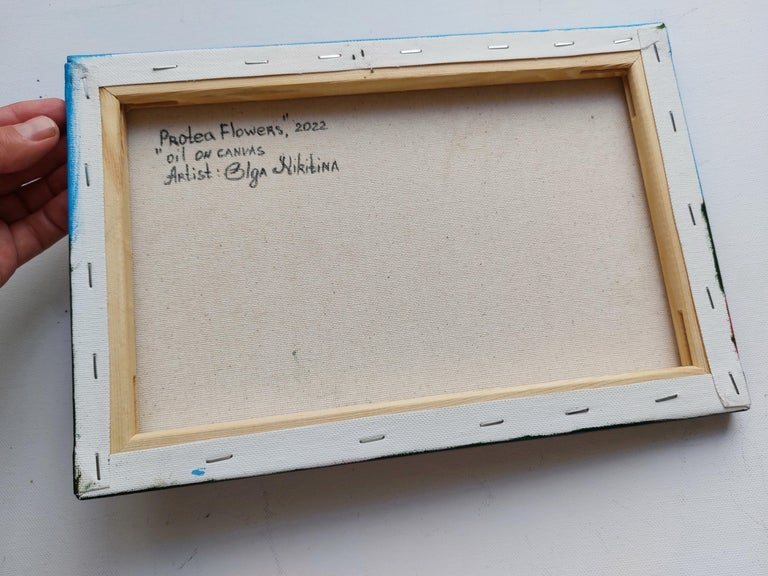 Protea Flowers", 2022
"oil on canvas
Artist: Olga Nikitina